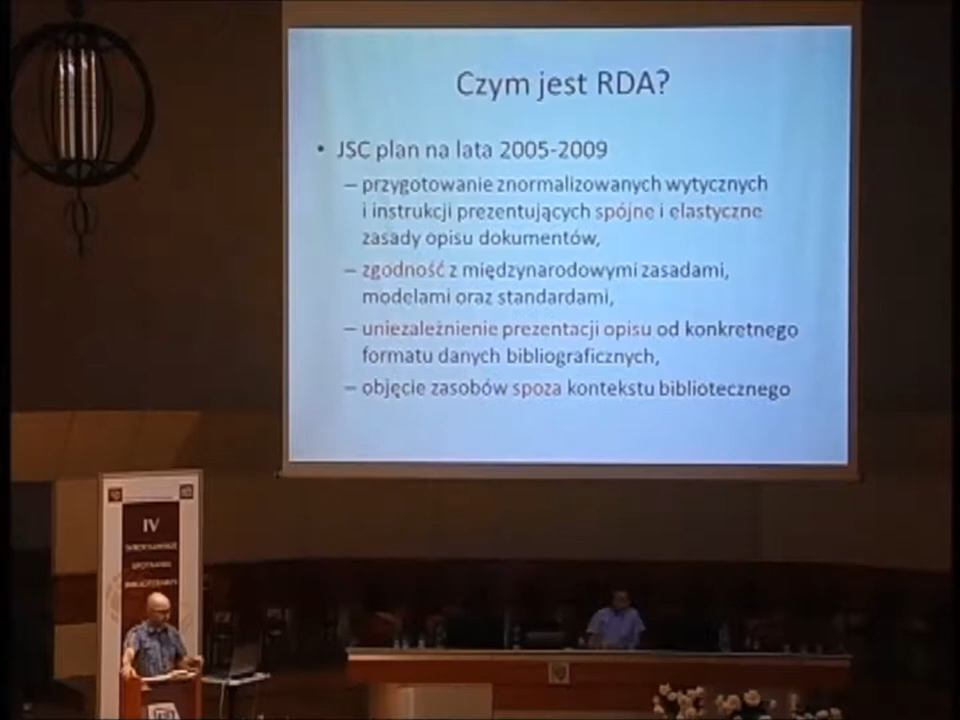 Czym jest RDA?
• JSC plan na lata 2005-2009
– przygotowanie znormalizowanych wytycznych
i instrukcji prezentujących spójne i elastyczne
zasady opisu dokumentów,
– zgodność z międzynarodowymi zasadami,
modelami oraz standardami,
– uniezależnienie prezentacji opisu od konkretnego
formatu danych bibliograficznych,
– objęcie zasobów spoza kontekstu bibliotecznego
IV
SPOTKANIA